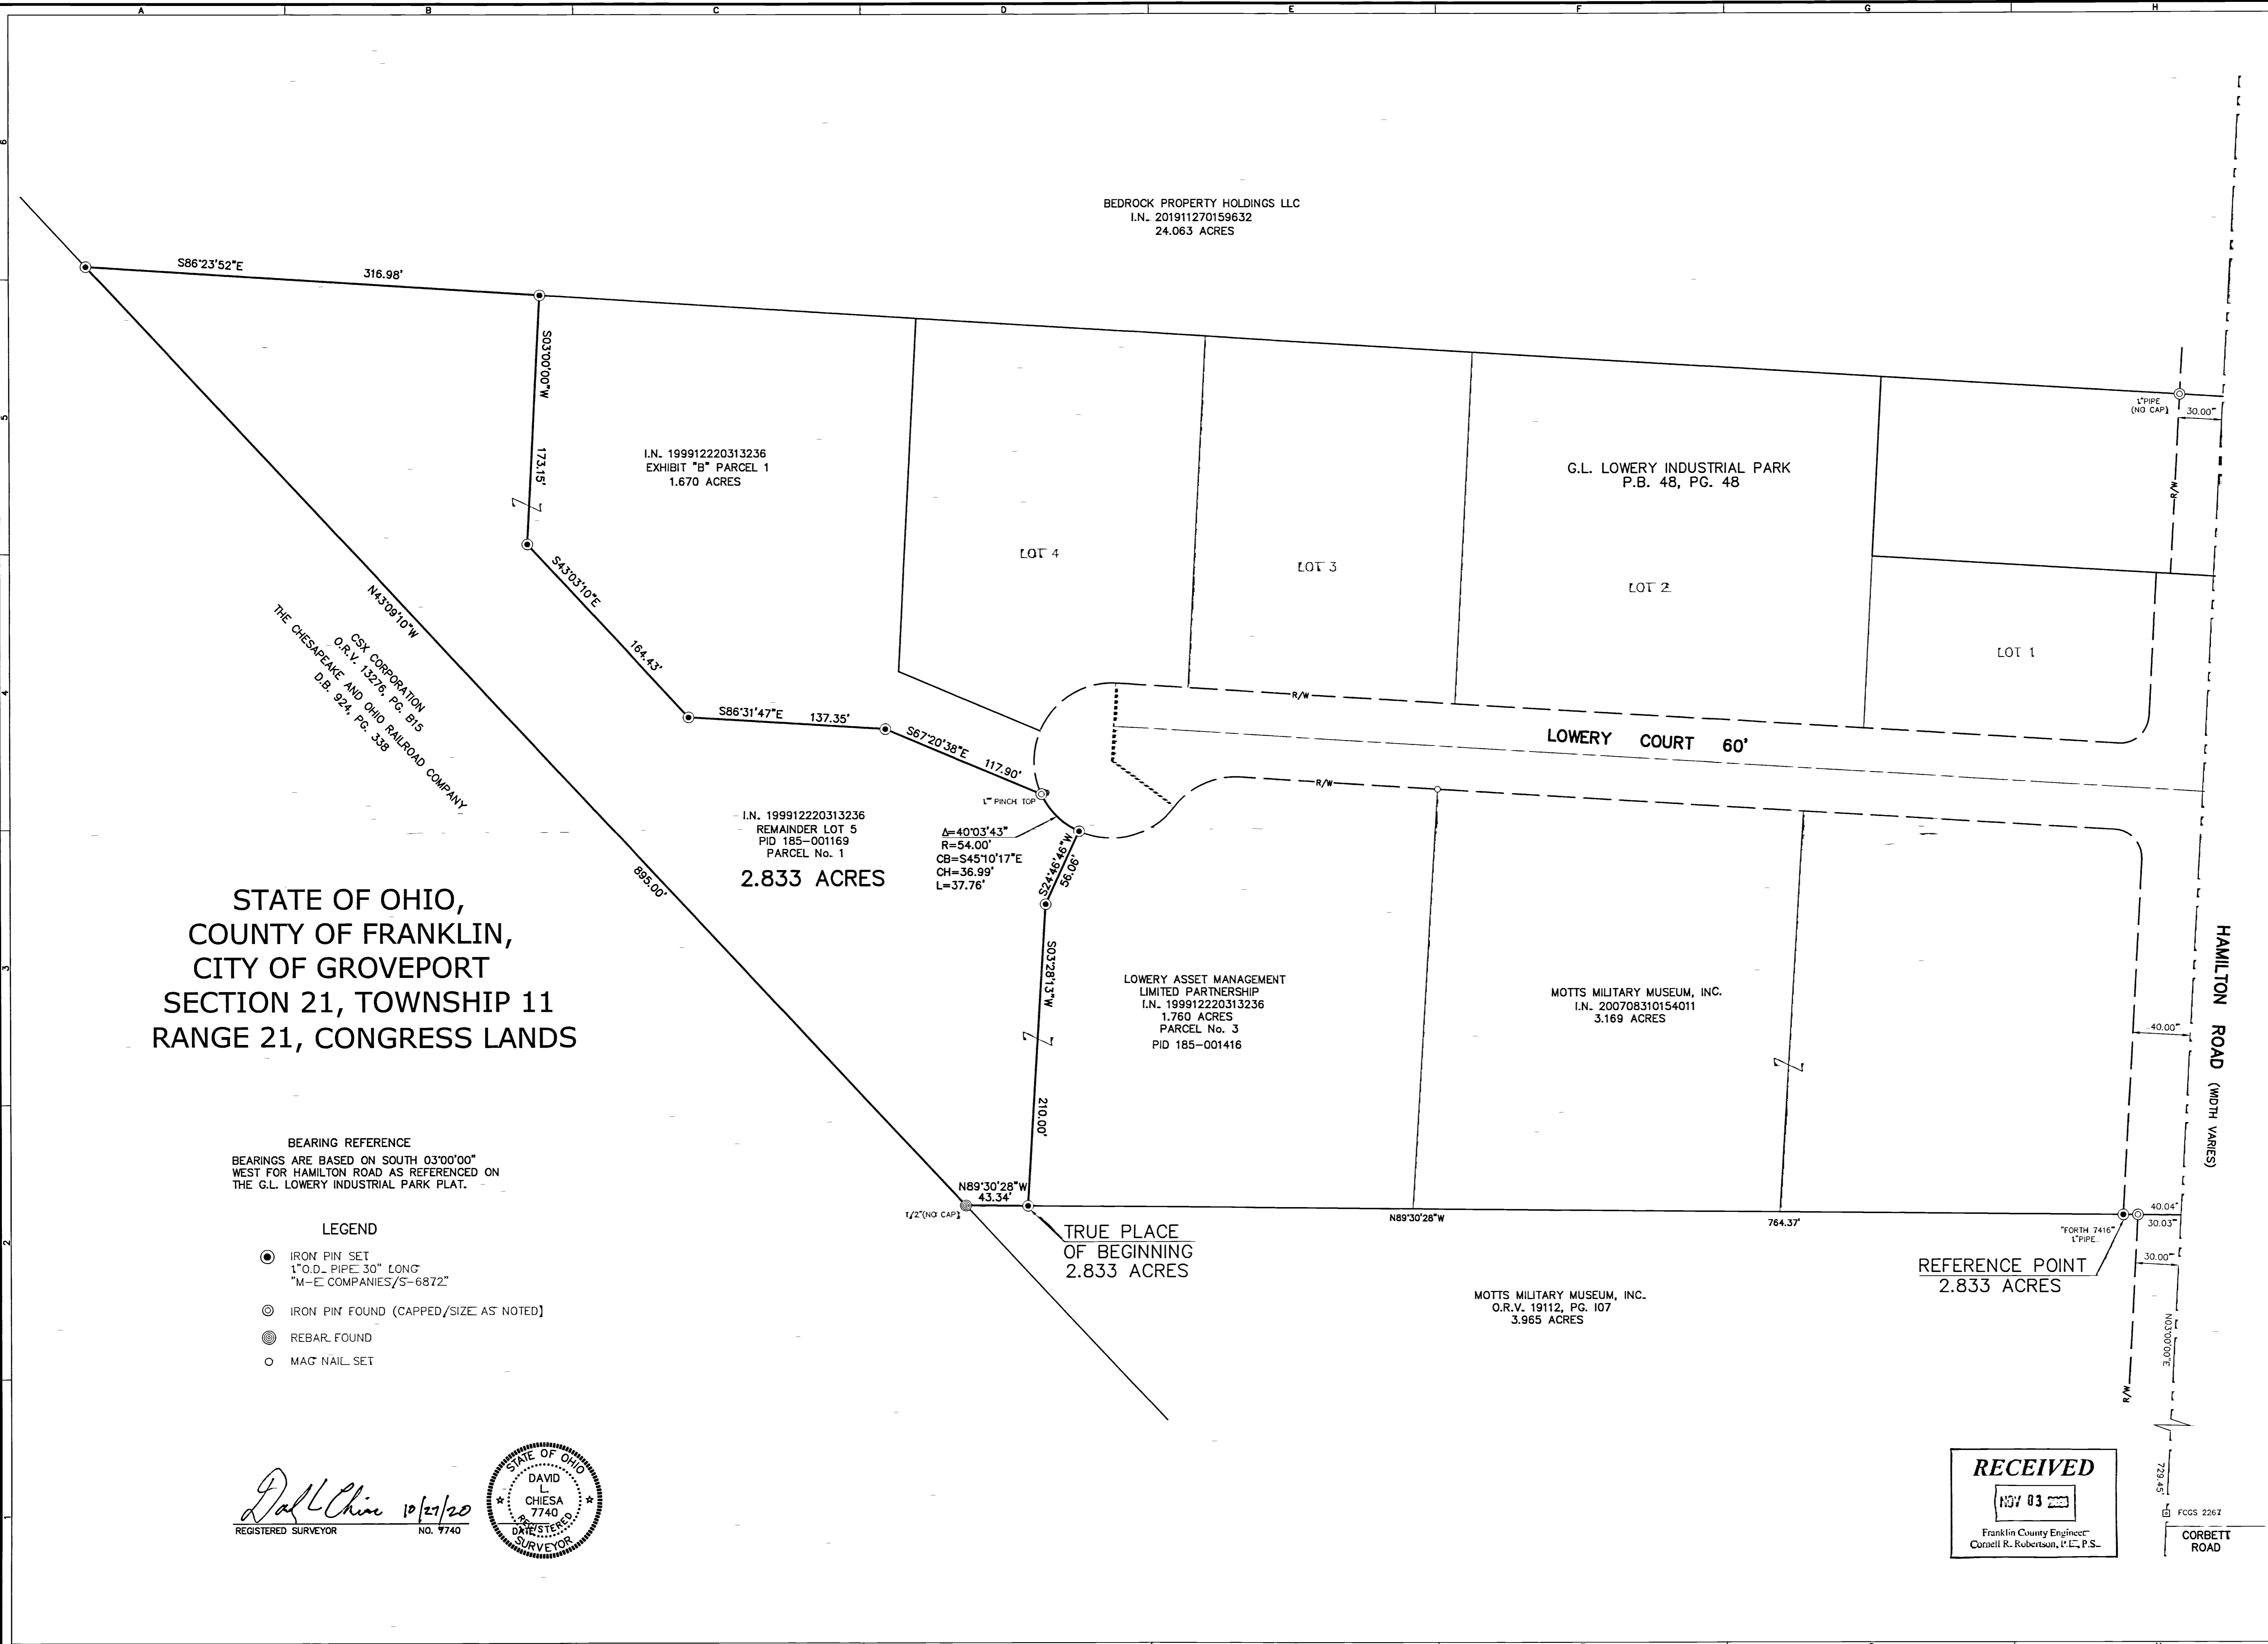 A B C D E F G H
6
5
4
3
2
1
BEDROCK PROPERTY HOLDINGS LLC
I.N. 201911270159632
24.063 ACRES
S86°23'52"E
316.98'
S03°00'00"W
173.15'
I.N. 199912220313236
EXHIBIT "B" PARCEL 1
1.670 ACRES
LOT 4
LOT 3
G.L. LOWERY INDUSTRIAL PARK
P.B. 48, PG. 48
LOT 2
LOT 1
1"PIPE
(NO CAP)
30.00'
R/W
S43°03'10"E
164.43'
N43°09'10"W
CSX CORPORATION
O.R.V. 13276, PG. B15
THE CHESAPEAKE AND OHIO RAILROAD COMPANY
D.B. 924, PG. 338
895.00'
S86°31'47"E 137.35'
S67°20'38"E
117.90'
1" PINCH TOP
R/W
LOWERY COURT 60'
R/W
I.N. 199912220313236
REMAINDER LOT 5
PID 185-001169
PARCEL No. 1
2.833 ACRES
Δ=40°03'43"
R=54.00'
CB=S45°10'17"E
CH=36.99'
L=37.76'
S24°46'46"W
56.06'
S03°28'13"W
210.00'
STATE OF OHIO,
COUNTY OF FRANKLIN,
CITY OF GROVEPORT
SECTION 21, TOWNSHIP 11
RANGE 21, CONGRESS LANDS
LOWERY ASSET MANAGEMENT
LIMITED PARTNERSHIP
I.N. 199912220313236
1.760 ACRES
PARCEL No. 3
PID 185-001416
MOTTS MILITARY MUSEUM, INC.
I.N. 200708310154011
3.169 ACRES
HAMILTON ROAD (WIDTH VARIES)
40.00'
BEARING REFERENCE
BEARINGS ARE BASED ON SOUTH 03°00'00"
WEST FOR HAMILTON ROAD AS REFERENCED ON
THE G.L. LOWERY INDUSTRIAL PARK PLAT.
N89°30'28"W
43.34'
1/2"(NO CAP)
TRUE PLACE
OF BEGINNING
2.833 ACRES
N89°30'28"W
764.37'
40.04'
30.03'
"FORTH 7416"
1"PIPE
30.00'
REFERENCE POINT
2.833 ACRES
LEGEND
IRON PIN SET
1"O.D. PIPE 30" LONG
"M-E COMPANIES/S-6872"
IRON PIN FOUND (CAPPED/SIZE AS NOTED)
REBAR FOUND
MAG NAIL SET
MOTTS MILITARY MUSEUM, INC.
O.R.V. 19112, PG. I07
3.965 ACRES
N03°00'00"E
R/W
729.45'
FCGS 2267
CORBETT
ROAD
10/27/20
REGISTERED SURVEYOR NO. 7740
STATE OF OHIO
DAVID
L.
CHIESA
7740
REGISTERED
SURVEYOR
DATE
RECEIVED
NOV 03
Franklin County Engineer
Cornell R. Robertson, P.E., P.S.